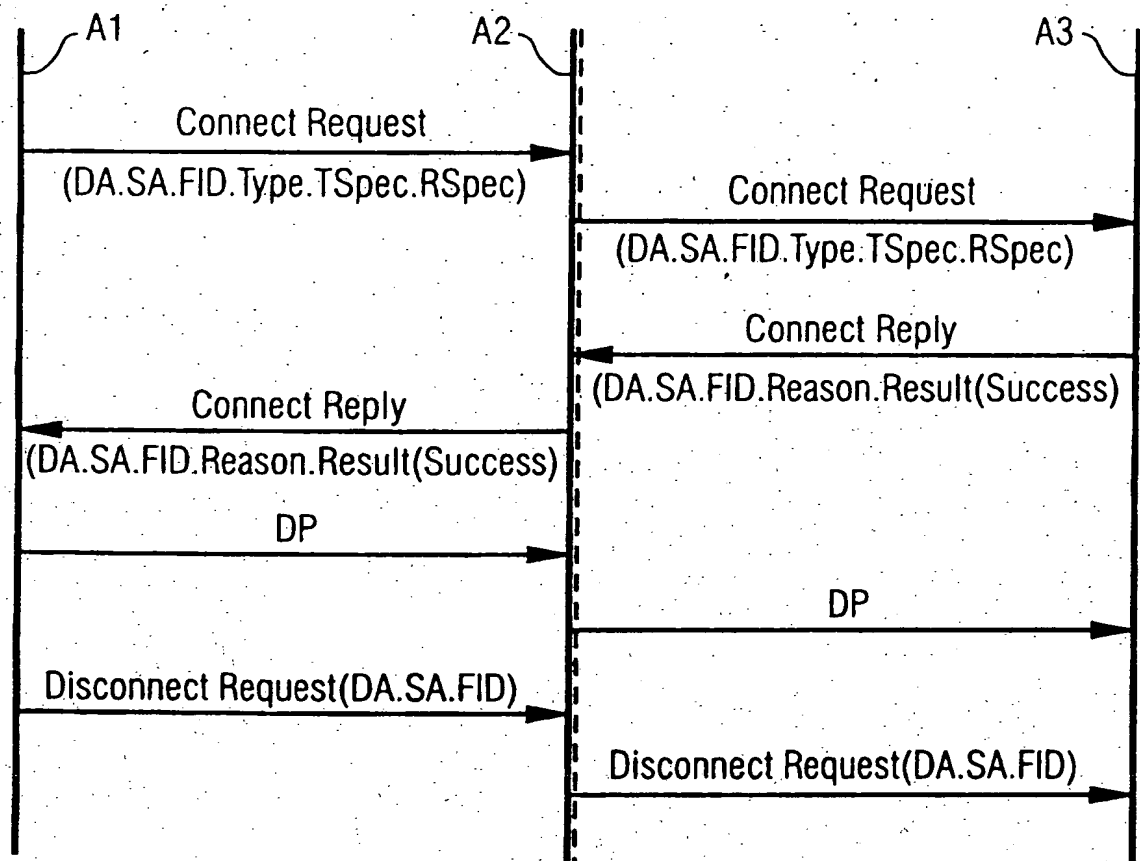 A1
A2
A3
Connect Request
(DA.SA.FID.Type.TSpec.RSpec)
Connect Request
(DA.SA.FID.Type.TSpec.RSpec)
Connect Reply
(DA.SA.FID.Reason.Result(Success)
Connect Reply
(DA.SA.FID.Reason.Result(Success)
DP
DP
Disconnect Request(DA.SA.FID)
Disconnect Request(DA.SA.FID)